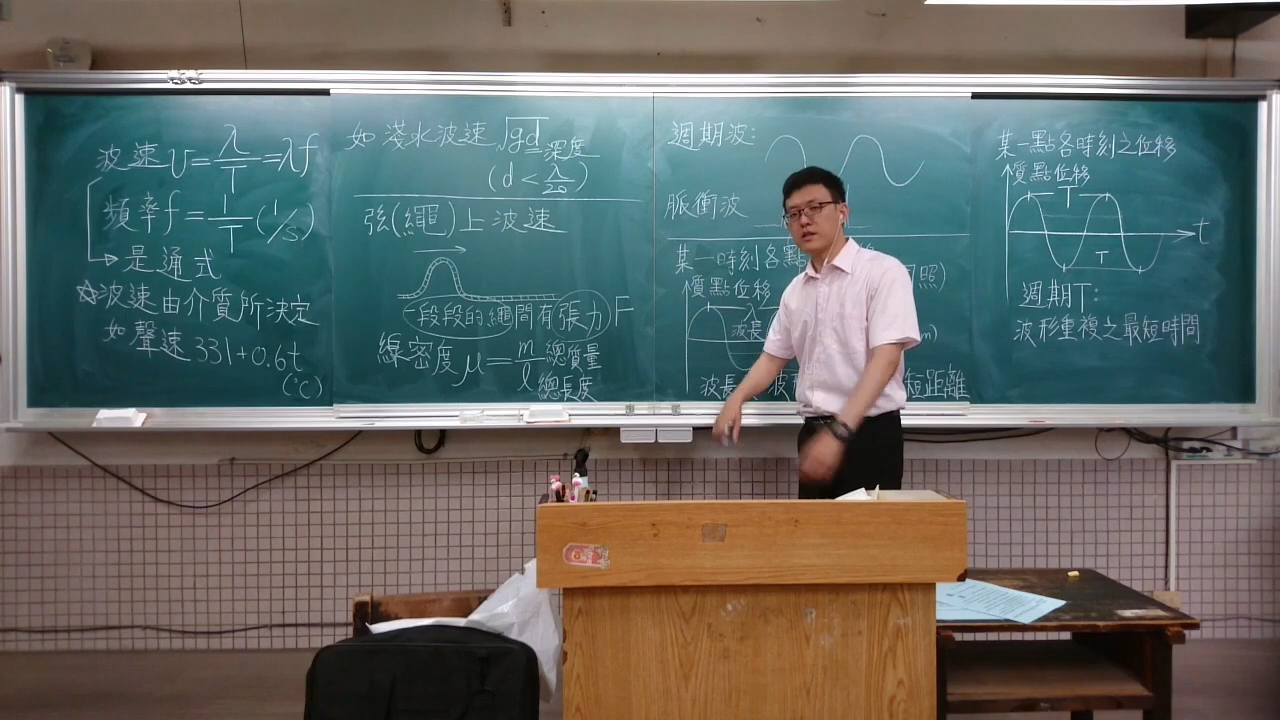 波速 v = λ/T = λf
頻率 f = 1/T (1/s)
是通式
☆波速由介質所決定
如聲速 331+0.6t
(°C)
如 淺水波速 √gd 深度
(d < λ/20)
弦(繩)上波速
一段段的繩間有張力 F
線密度 μ = m/l 總質量
總長度
週期波:
脈衝波
某一時刻各點
照)
質點位移
波長
m)
波長 波
短距離
某一點各時刻之位移
質點位移
T
t
T
週期T:
波形重複之最短時間